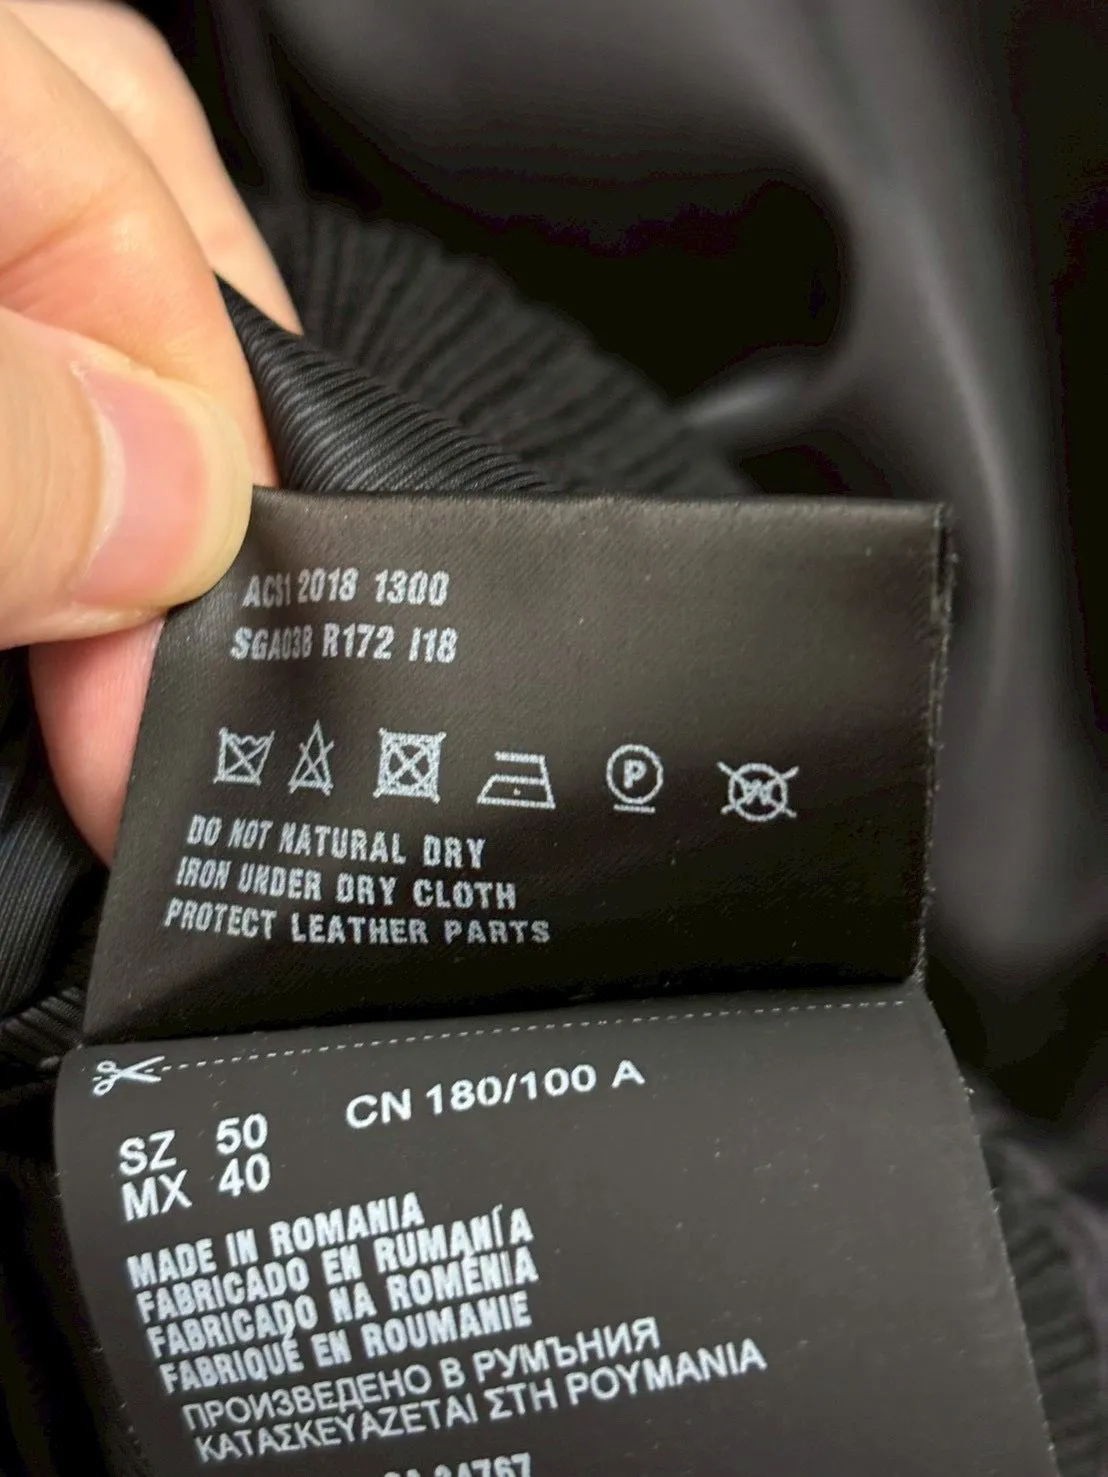 2018 1300
R172 I18
P
W
DO NOT NATURAL DRY
IRON UNDER DRY CLOTH
PROTECT LEATHER PARTS
CN 180/100 A
SZ 50
MX 40
MADE IN ROMANIA
FABRICADO EN RUMANÍA
FABRICADO NA ROMÉNIA
FABRIQUÉ EN ROUMANIE
ПРОИЗВЕДЕНО В РУМЪНИЯ
ΚΑΤΑΣΚΕΥΑΖΕΤΑΙ ΣΤΗ ΡΟΥΜΑΝΙΑ